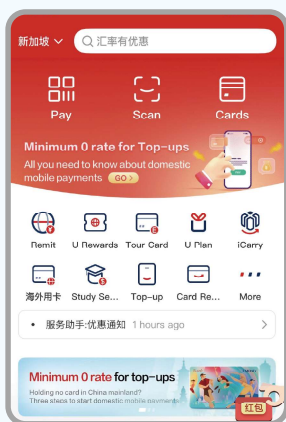 新加坡
汇率有优惠
Pay Scan Cards
Minimum 0 rate for Top-ups
All you need to know about domestic
mobile payments GO>
Remit U Rewards Tour Card U Plan iCarry
海外用卡 Study Se... Top-up Card Re... More
• 服务助手:优惠通知 1 hours ago
Minimum 0 rate for top-ups
Holding no card in China mainland?
Three steps to start domestic mobile payments
红包